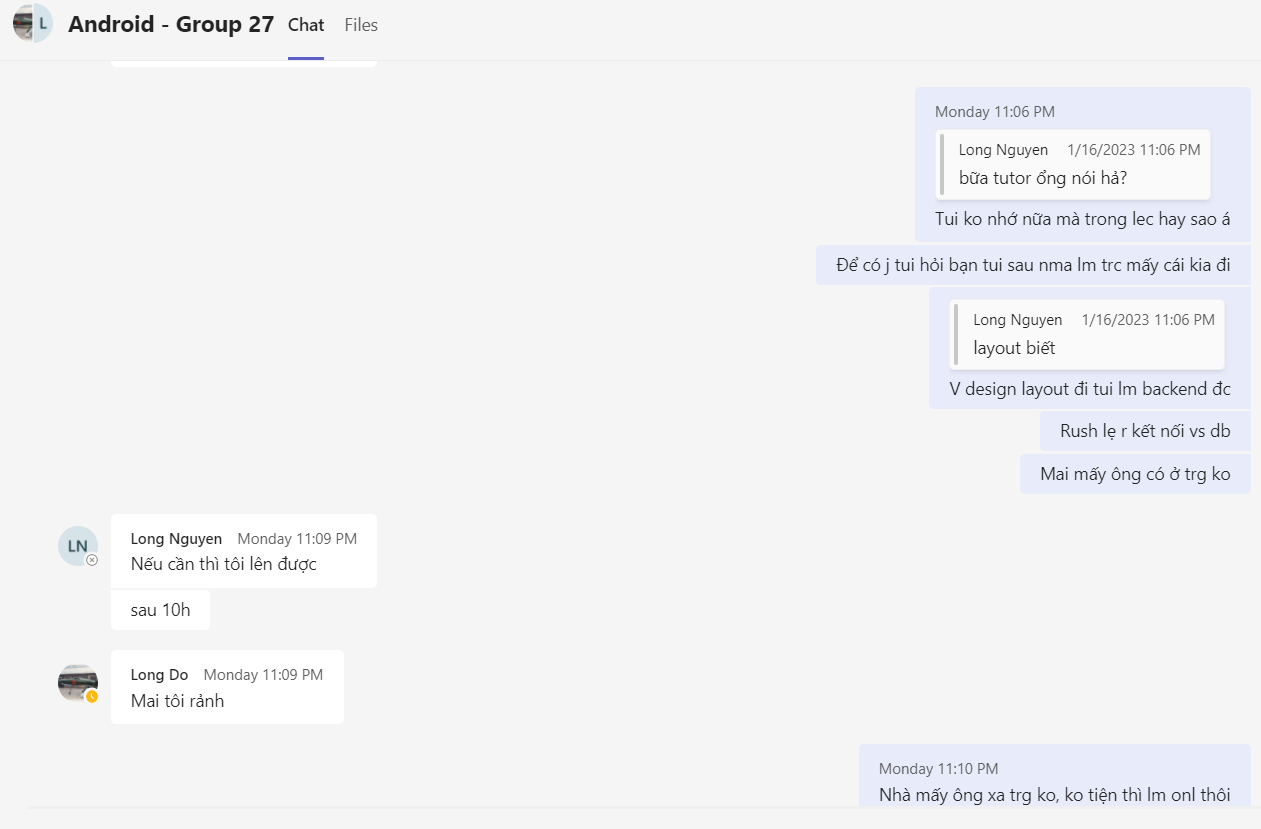 L
Android - Group 27 Chat Files
Monday 11:06 PM
Long Nguyen 1/16/2023 11:06 PM
bữa tutor ổng nói hả?
Tui ko nhớ nữa mà trong lec hay sao á
Để có j tui hỏi bạn tui sau nma lm trc mấy cái kia đi
Long Nguyen 1/16/2023 11:06 PM
layout biết
V design layout đi tui lm backend đc
Rush lẹ r kết nối vs db
Mai mấy ông có ở trg ko
LN
Long Nguyen Monday 11:09 PM
Nếu cần thì tôi lên được
sau 10h
Long Do Monday 11:09 PM
Mai tôi rảnh
Monday 11:10 PM
Nhà mấy ông xa trg ko, ko tiện thì lm onl thôi